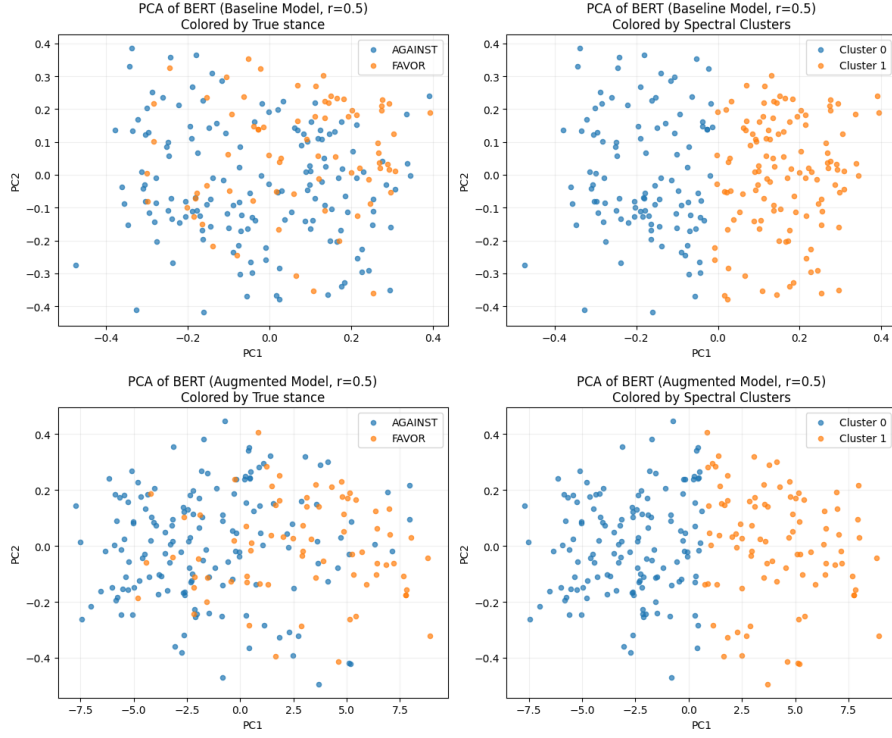 PCA of BERT (Baseline Model, r=0.5)
Colored by True stance
AGAINST
FAVOR
0.4
0.3
0.2
0.1
0.0
−0.1
−0.2
−0.3
−0.4
PC2
−0.4
−0.2
0.0
0.2
0.4
PC1
PCA of BERT (Baseline Model, r=0.5)
Colored by Spectral Clusters
Cluster 0
Cluster 1
0.4
0.3
0.2
0.1
0.0
−0.1
−0.2
−0.3
−0.4
PC2
−0.4
−0.2
0.0
0.2
0.4
PC1
PCA of BERT (Augmented Model, r=0.5)
Colored by True stance
AGAINST
FAVOR
0.4
0.2
0.0
−0.2
−0.4
PC2
−7.5
−5.0
−2.5
0.0
2.5
5.0
7.5
PC1
PCA of BERT (Augmented Model, r=0.5)
Colored by Spectral Clusters
Cluster 0
Cluster 1
0.4
0.2
0.0
−0.2
−0.4
PC2
−7.5
−5.0
−2.5
0.0
2.5
5.0
7.5
PC1